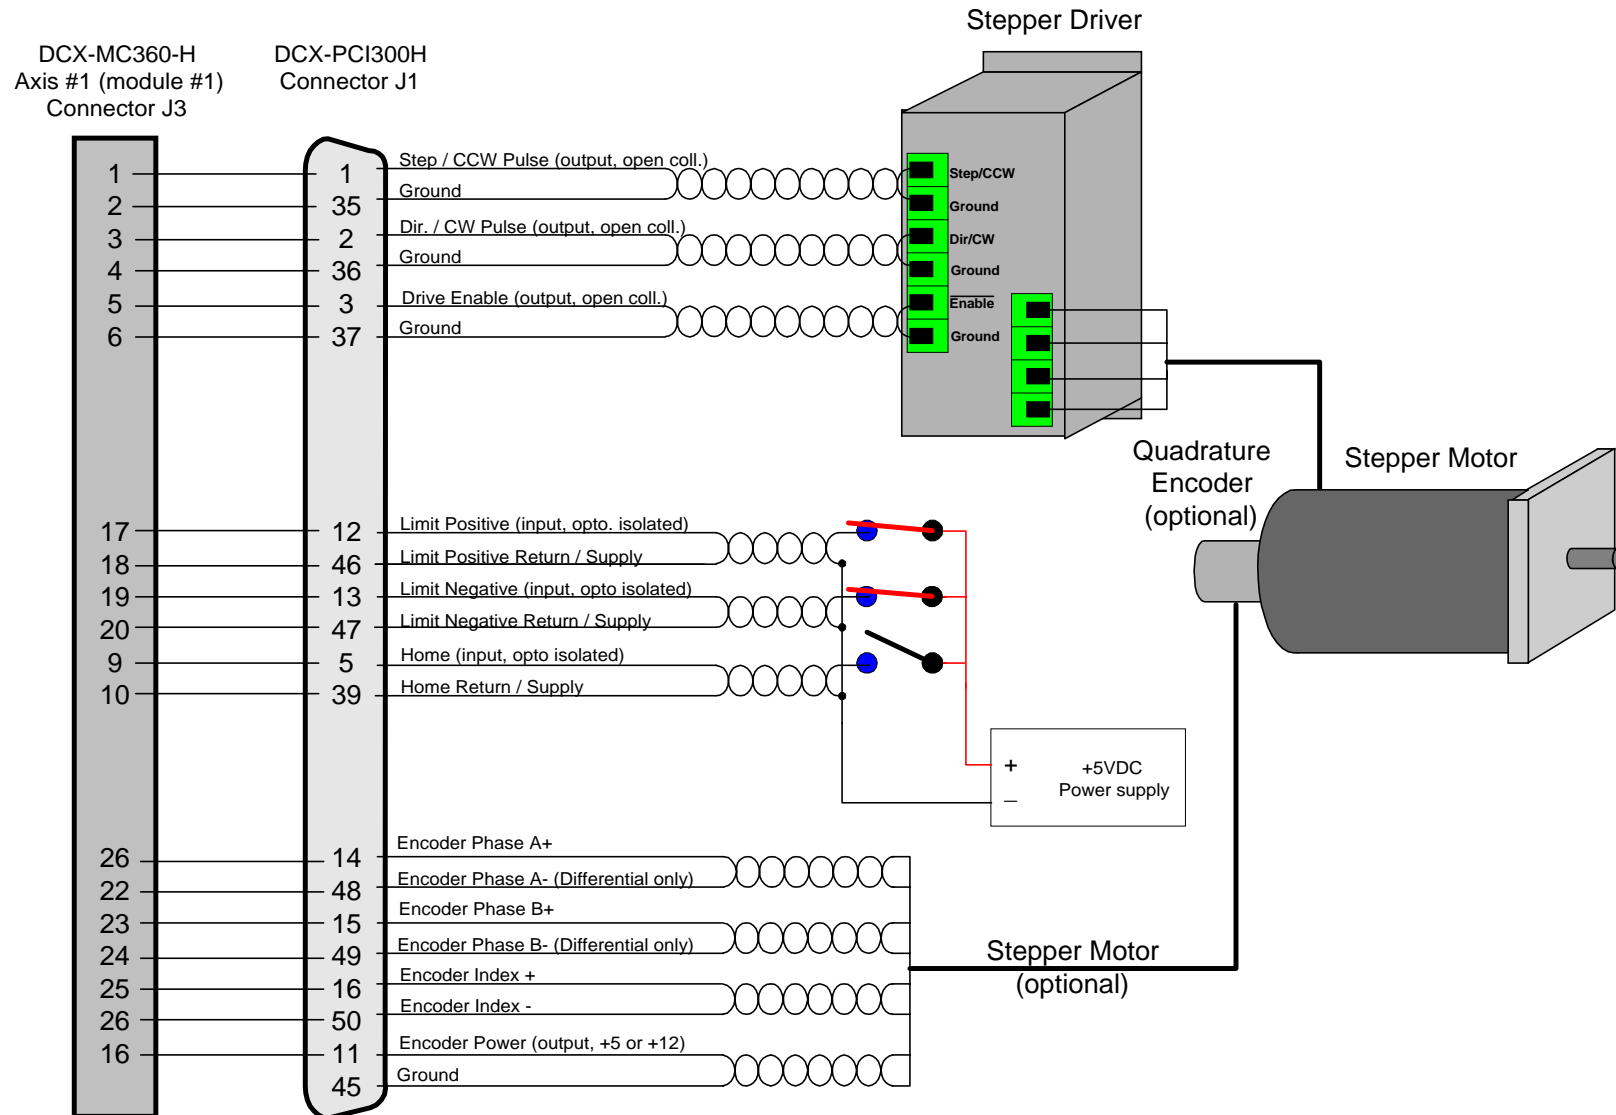 Stepper Driver
DCX-MC360-H
Axis #1 (module #1)
Connector J3
DCX-PCI300H
Connector J1
1
1
Step / CCW Pulse (output, open coll.)
Step/CCW
2
35
Ground
Ground
3
2
Dir. / CW Pulse (output, open coll.)
Dir/CW
4
36
Ground
Ground
5
3
Drive Enable (output, open coll.)
Enable
6
37
Ground
Ground
Quadrature
Encoder
(optional)
Stepper Motor
17
12
Limit Positive (input, opto. isolated)
18
46
Limit Positive Return / Supply
19
13
Limit Negative (input, opto isolated)
20
47
Limit Negative Return / Supply
9
5
Home (input, opto isolated)
10
39
Home Return / Supply
+
+5VDC
Power supply
–
26
14
Encoder Phase A+
22
48
Encoder Phase A- (Differential only)
23
15
Encoder Phase B+
24
49
Encoder Phase B- (Differential only)
25
16
Encoder Index +
26
50
Encoder Index -
16
11
Encoder Power (output, +5 or +12)
45
Ground
Stepper Motor
(optional)